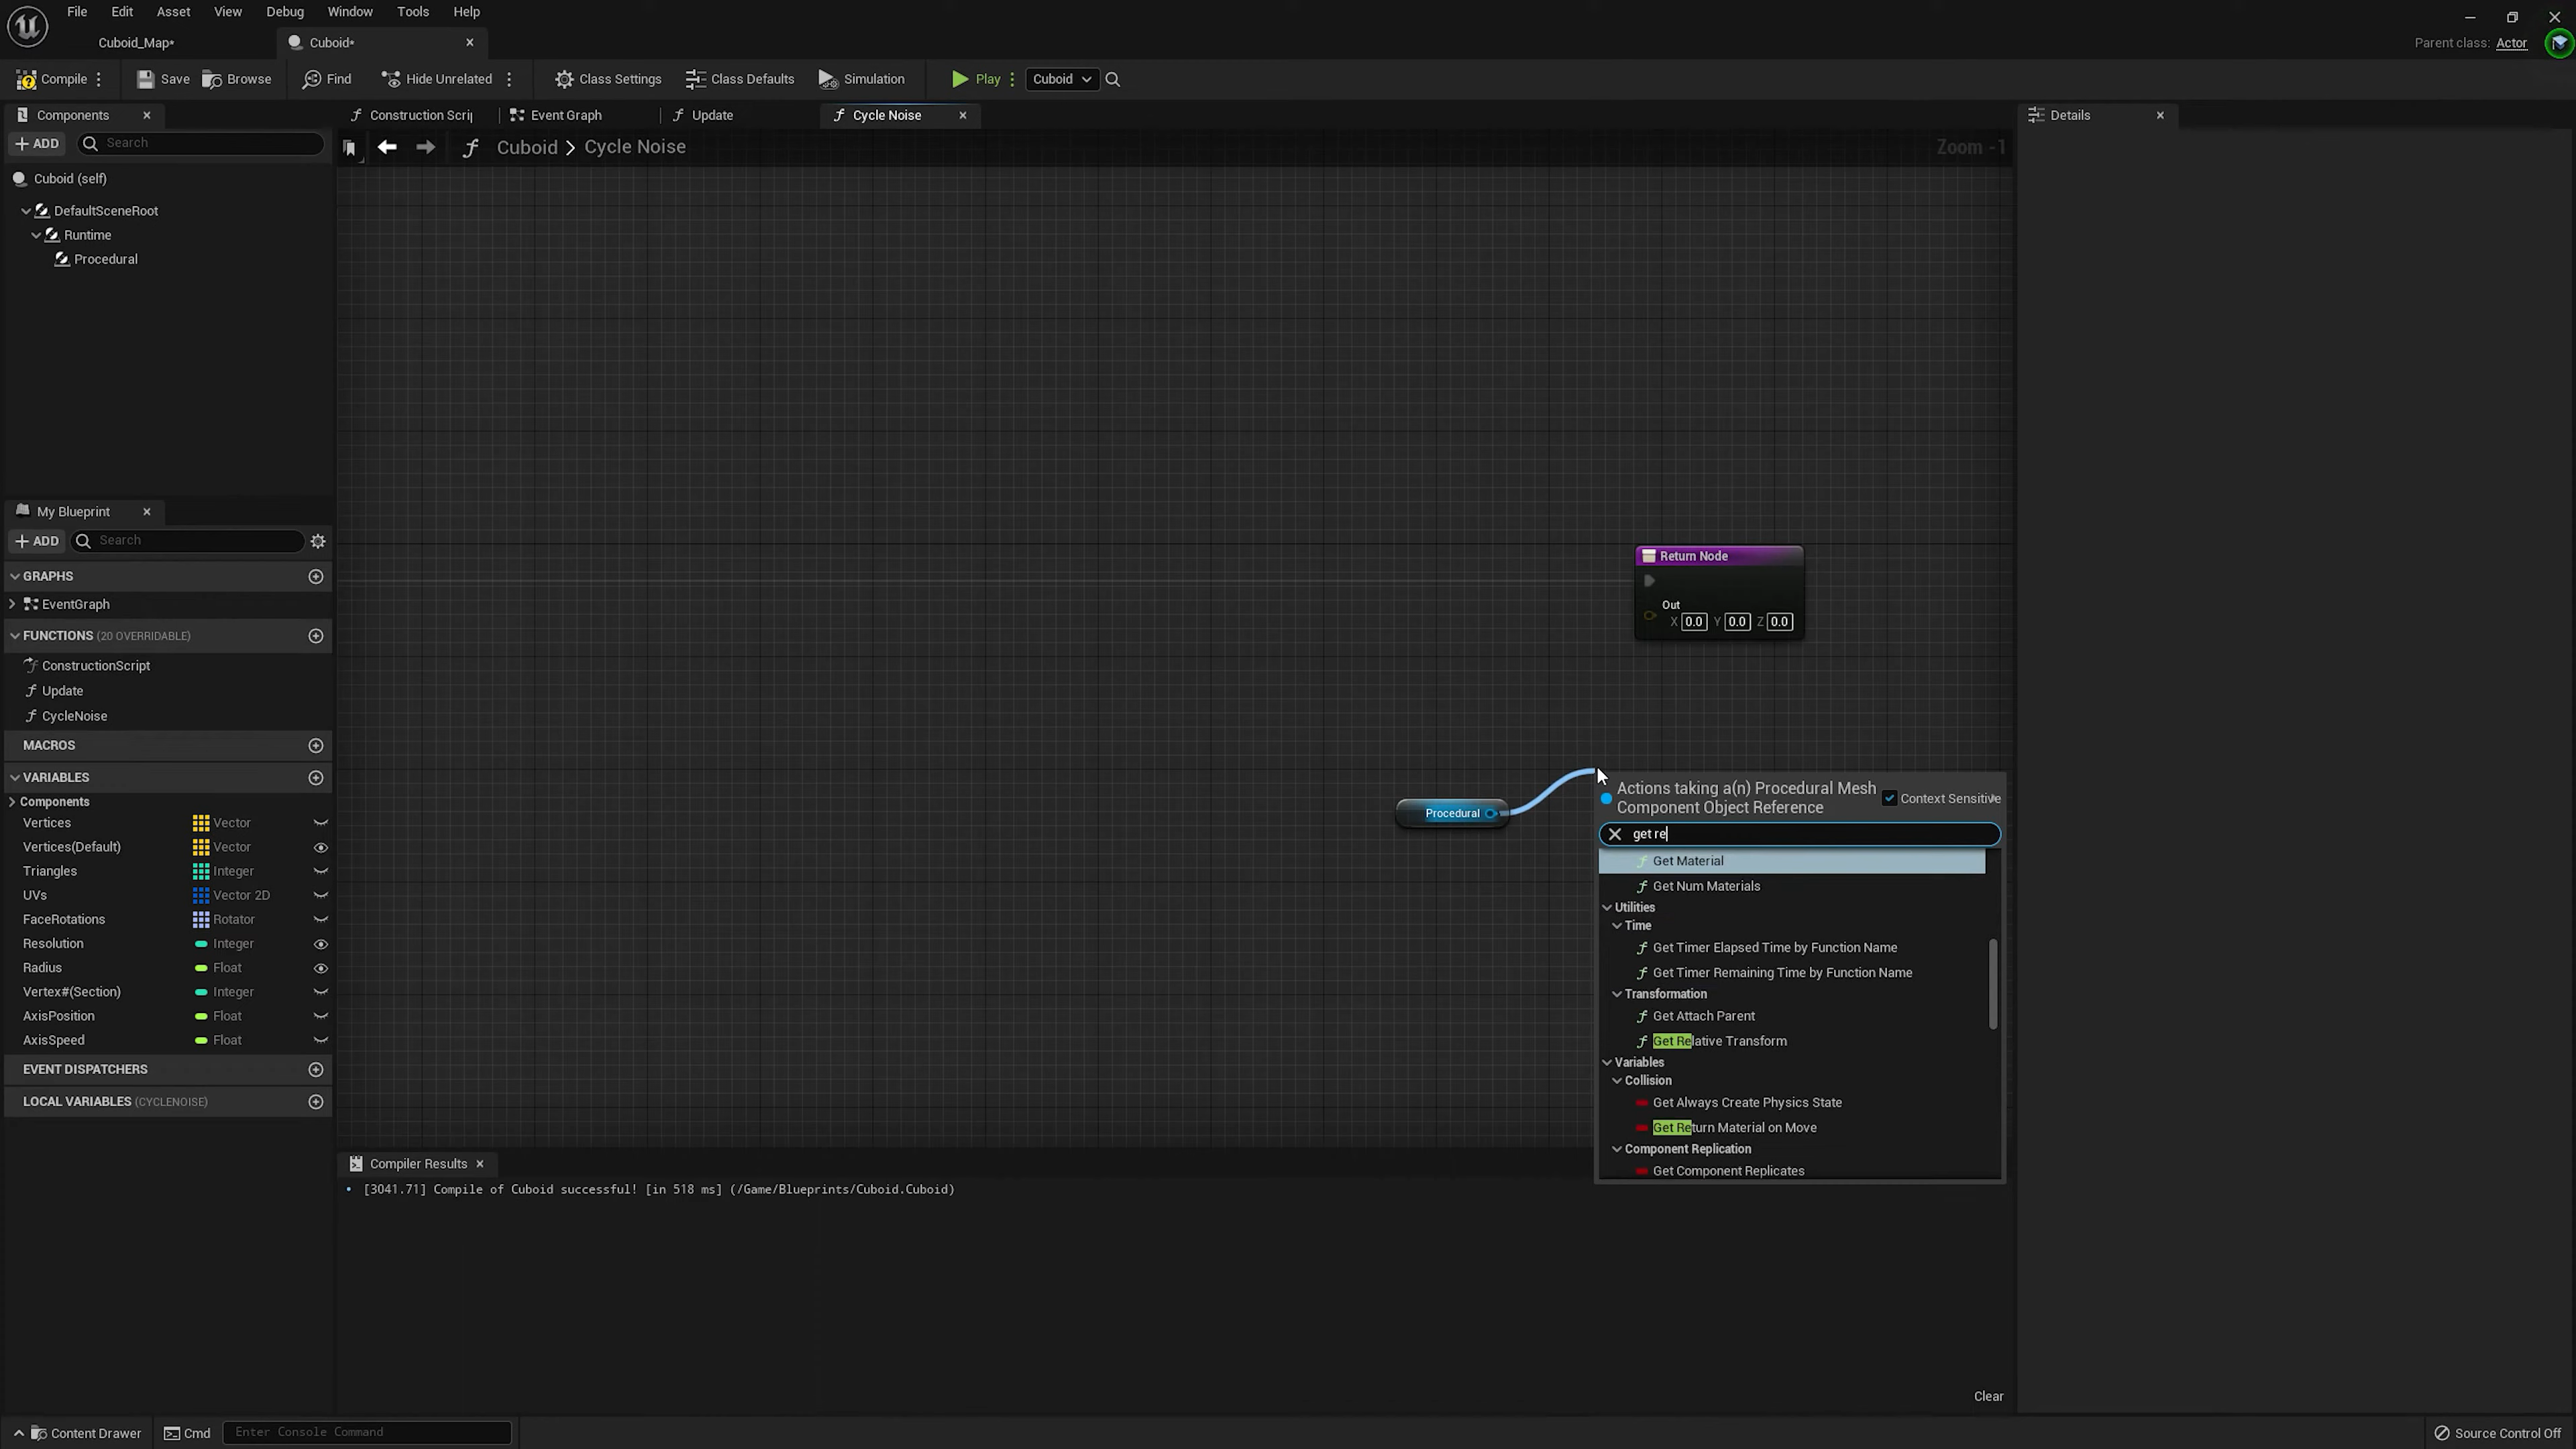 File Edit Asset View Debug Window Tools Help
Cuboid_Map*
Cuboid*
Parent class: Actor
Compile
Save
Browse
Find
Hide Unrelated
Class Settings
Class Defaults
Simulation
Play
Cuboid
Components
ADD
Search
Cuboid (self)
DefaultSceneRoot
Runtime
Procedural
Construction Scrip
Event Graph
Update
Cycle Noise
Cuboid > Cycle Noise
Zoom -1
Details
Return Node
Out
X 0.0 Y 0.0 Z 0.0
Procedural
Actions taking a(n) Procedural Mesh
Component Object Reference
Context Sensitive
get re
Get Material
Get Num Materials
Utilities
Time
Get Timer Elapsed Time by Function Name
Get Timer Remaining Time by Function Name
Transformation
Get Attach Parent
Get Relative Transform
Variables
Collision
Get Always Create Physics State
Get Return Material on Move
Component Replication
Get Component Replicates
My Blueprint
ADD
Search
GRAPHS
EventGraph
FUNCTIONS (20 OVERRIDABLE)
ConstructionScript
Update
CycleNoise
MACROS
VARIABLES
Components
Vertices Vector
Vertices(Default) Vector
Triangles Integer
UVs Vector 2D
FaceRotations Rotator
Resolution Integer
Radius Float
Vertex#(Section) Integer
AxisPosition Float
AxisSpeed Float
EVENT DISPATCHERS
LOCAL VARIABLES (CYCLENOISE)
Compiler Results
[3041.71] Compile of Cuboid successful! [in 518 ms] (/Game/Blueprints/Cuboid.Cuboid)
Clear
Content Drawer
Cmd
Enter Console Command
Source Control Off